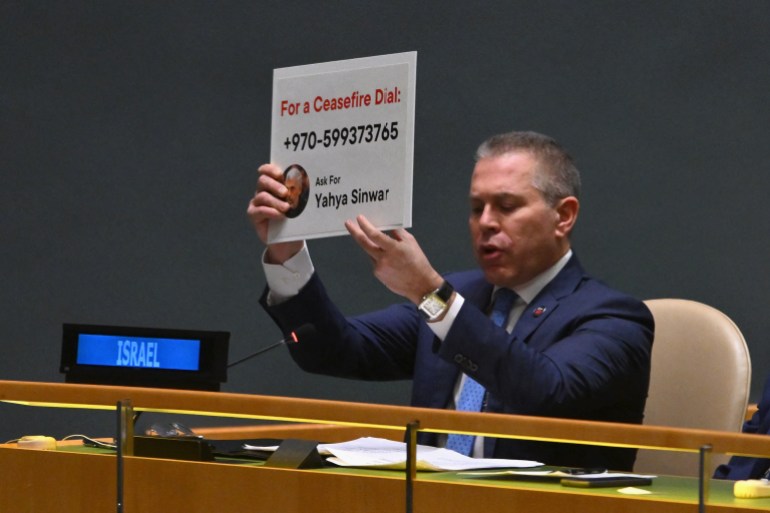 For a Ceasefire Dial:
+970-599373765
Ask For
Yahya Sinwar
ISRAEL